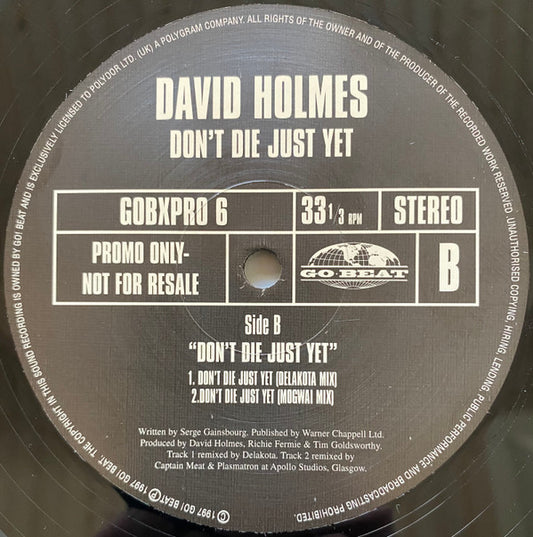 DAVID HOLMES
DON'T DIE JUST YET
GOBXPRO 6
33 1/3 RPM
STEREO
PROMO ONLY-
NOT FOR RESALE
GO·BEAT
B
Side B
“DON'T DIE JUST YET”
1. DON'T DIE JUST YET (DELAKOTA MIX)
2.DON'T DIE JUST YET (MOGWAI MIX)
Written by Serge Gainsbourg. Published by Warner Chappell Ltd.
Produced by David Holmes, Richie Fermie & Tim Goldsworthy.
Track 1 remixed by Delakota. Track 2 remixed by
Captain Meat & Plasmatron at Apollo Studios, Glasgow.
℗ 1997 GO! BEAT © 1997 GO! BEAT. THE COPYRIGHT IN THIS SOUND RECORDING IS OWNED BY GO! BEAT AND IS EXCLUSIVELY LICENSED TO POLYDOR LTD. (UK) A POLYGRAM COMPANY. ALL RIGHTS OF THE OWNER AND OF THE PRODUCER OF THE RECORDED WORK RESERVED. UNAUTHORISED COPYING, HIRING, LENDING, PUBLIC PERFORMANCE AND BROADCASTING PROHIBITED.